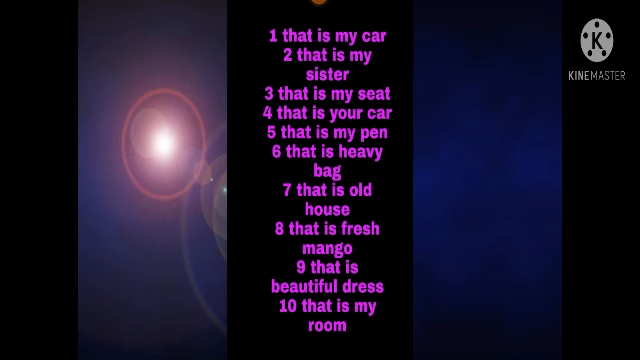 1 that is my car
2 that is my
sister
3 that is my seat
4 that is your car
5 that is my pen
6 that is heavy
bag
7 that is old
house
8 that is fresh
mango
9 that is
beautiful dress
10 that is my
room
K
KINEMASTER